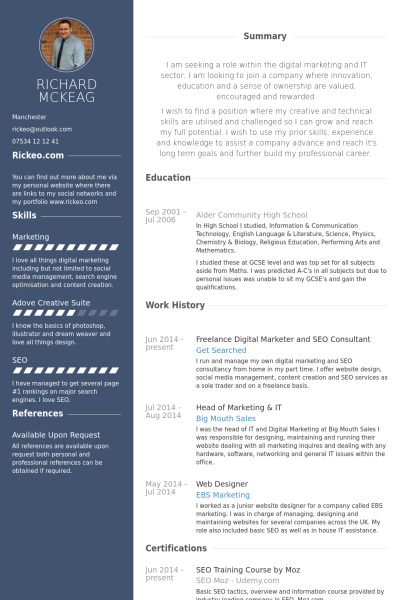 RICHARD
MCKEAG
Manchester
rickeo@outlook.com
07534 12 12 41
Rickeo.com
You can find out more about me via
my personal website where there
are links to my social networks and
my portfolio www.rickeo.com
Skills
Marketing
I love all things digital marketing
including but not limited to social
media management, search engine
optimisation and content creation.
Adove Creative Suite
I know the basics of photoshop,
illustrator and dream weaver and
love all things design.
SEO
I have managed to get several page
#1 rankings on major search
engines. I love SEO.
References
Available Upon Request
All references are available upon
request both personal and
professional references can be
obtained if required.
Summary
I am seeking a role within the digital marketing and IT
sector, I am looking to join a company where innovation,
education and a sense of ownership are valued,
encouraged and rewarded.
I wish to find a position where my creative and technical
skills are utilised and challenged so I can grow and reach
my full potential. I wish to use my prior skills, experience
and knowledge to assist a company advance and reach it's
long term goals and further build my professional career.
Education
Sep 2001 -
Jul 2006
Alder Community High School
In High School I studied, Information & Communication
Technology, English Language & Literature, Science, Physics,
Chemistry & Biology, Religious Education, Performing Arts and
Mathematics.
I studied these at GCSE level and was top set for all subjects
aside from Maths. I was predicted A-C's in all subjects but due to
personal issues was unable to sit my GCSE's and gain the
qualifications.
Work History
Jun 2014 -
present
Freelance Digital Marketer and SEO Consultant
Get Searched
I run and manage my own digital marketing and SEO
consultancy from home in my part time. I offer website design,
social media management, content creation and SEO services as
a sole trader and on a freelance basis.
Jul 2014 -
Aug 2014
Head of Marketing & IT
Big Mouth Sales
I was the head of IT and Digital Marketing at Big Mouth Sales I
was responsible for designing, maintaining and running their
website dealing with all marketing inquires and dealing with any
hardware, software, networking and general IT issues within the
office.
May 2014 -
Jul 2014
Web Designer
EBS Marketing
I worked as a junior website designer for a company called EBS
marketing. I was in charge of managing, designing and
maintaining websites for several companies across the UK. My
role also included basic SEO as well as in house IT assistance.
Certifications
Jun 2014 -
present
SEO Training Course by Moz
SEO Moz - Udemy.com
Basic SEO tactics, overview and information course provided by